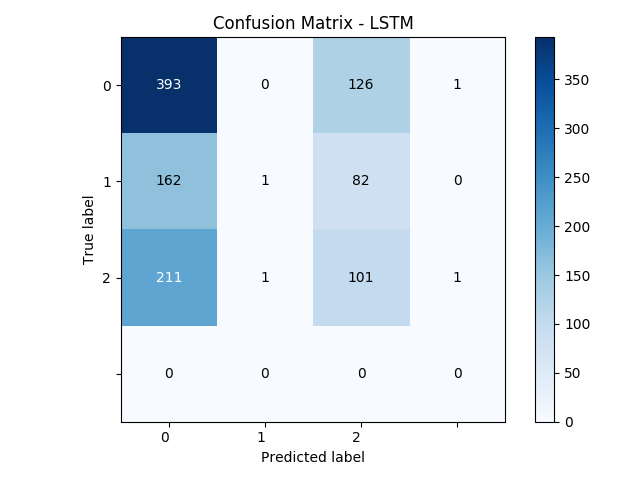 Confusion Matrix - LSTM
0 393 0 126 1
1 162 1 82 0
2 211 1 101 1
0 0 0 0
0 1 2
Predicted label
True label
350
300
250
200
150
100
50
0